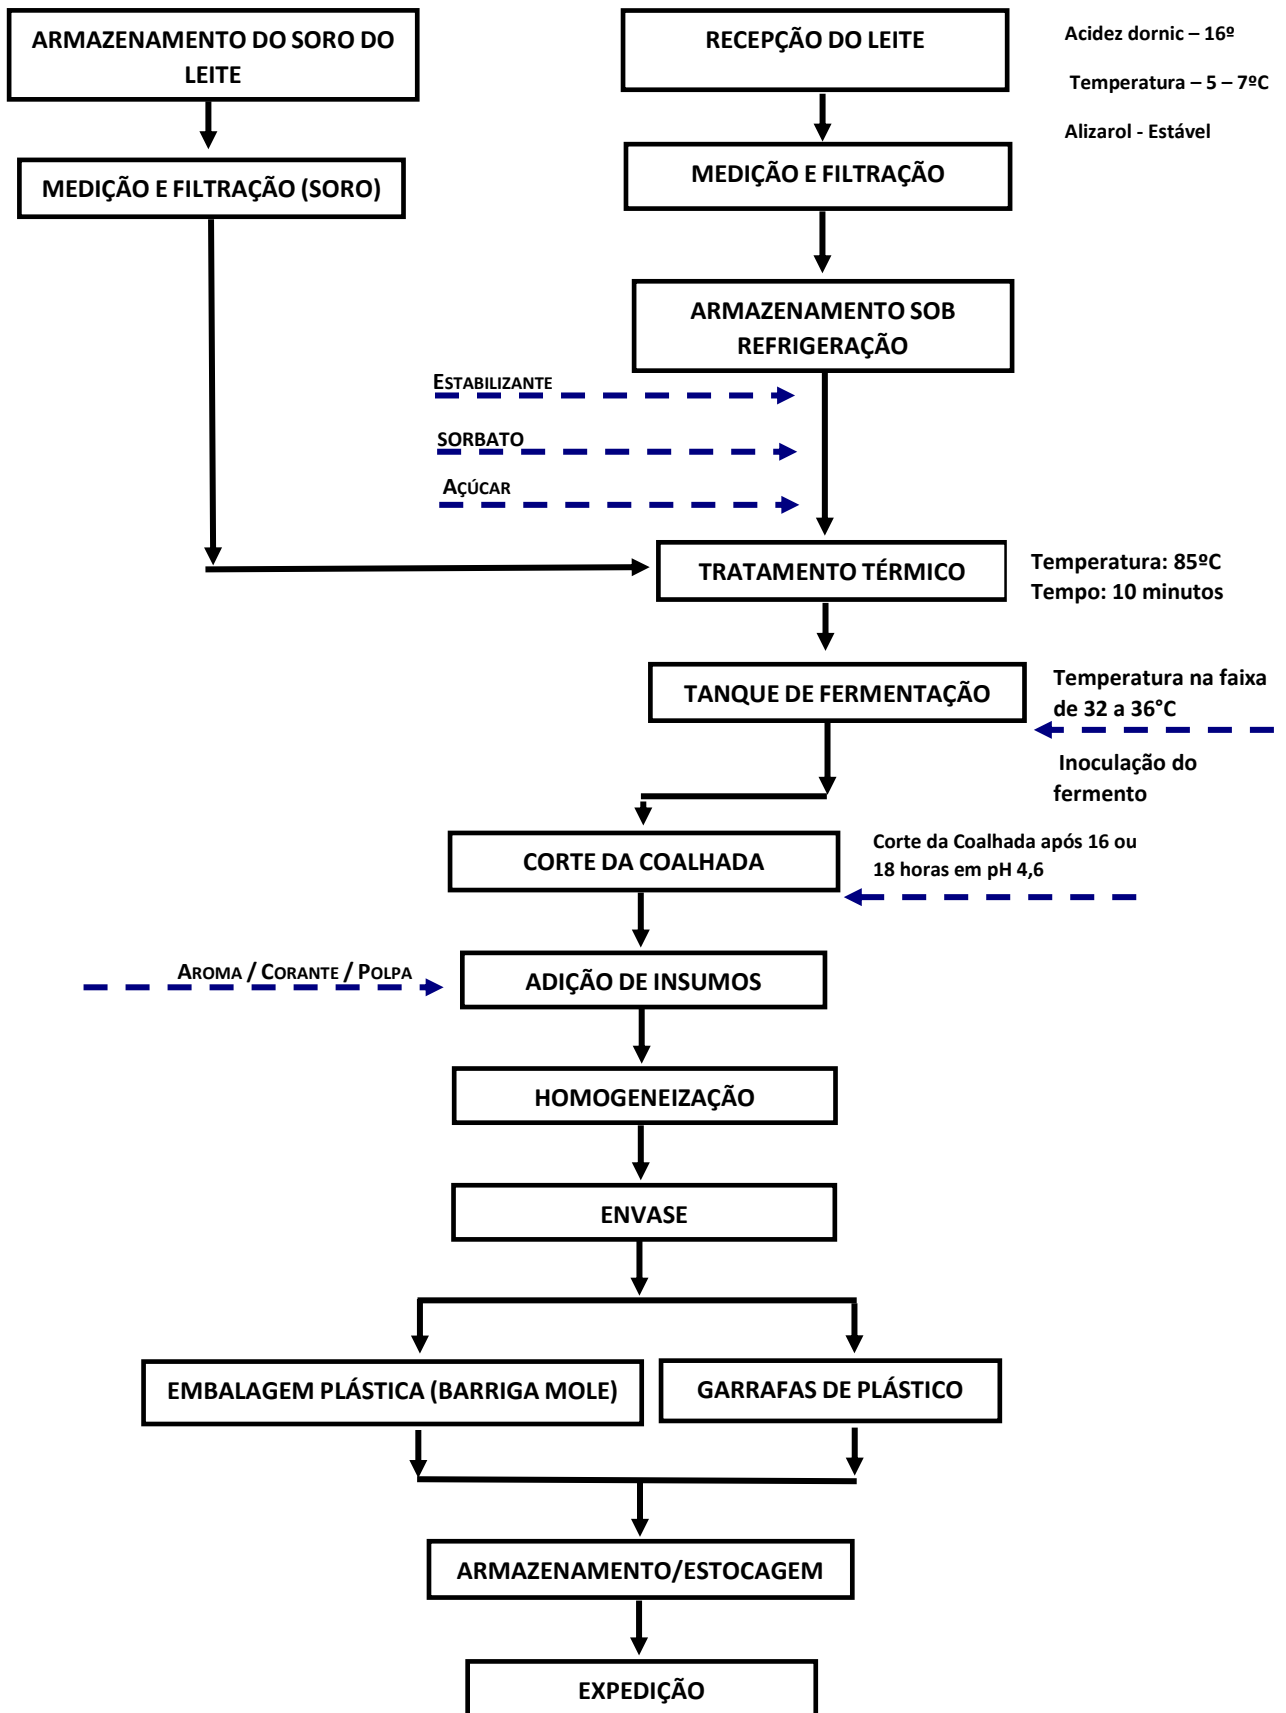 ARMAZENAMENTO DO SORO DO
LEITE
RECEPÇÃO DO LEITE
Acidez dornic – 16º
Temperatura – 5 – 7ºC
Alizarol - Estável
MEDIÇÃO E FILTRAÇÃO (SORO)
MEDIÇÃO E FILTRAÇÃO
ARMAZENAMENTO SOB
REFRIGERAÇÃO
ESTABILIZANTE
SORBATO
AÇÚCAR
TRATAMENTO TÉRMICO
Temperatura: 85ºC
Tempo: 10 minutos
TANQUE DE FERMENTAÇÃO
Temperatura na faixa
de 32 a 36°C
Inoculação do
fermento
CORTE DA COALHADA
Corte da Coalhada após 16 ou
18 horas em pH 4,6
AROMA / CORANTE / POLPA
ADIÇÃO DE INSUMOS
HOMOGENEIZAÇÃO
ENVASE
EMBALAGEM PLÁSTICA (BARRIGA MOLE)
GARRAFAS DE PLÁSTICO
ARMAZENAMENTO/ESTOCAGEM
EXPEDIÇÃO